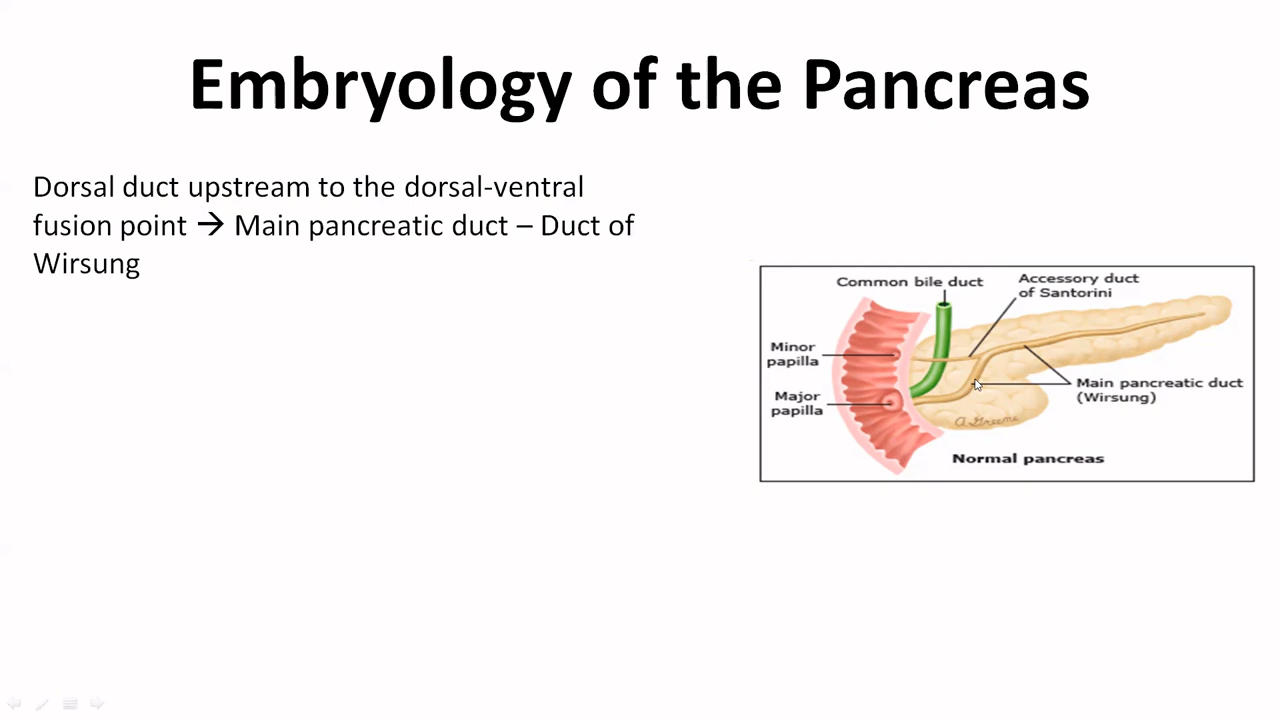 Embryology of the Pancreas
Dorsal duct upstream to the dorsal-ventral
fusion point → Main pancreatic duct – Duct of
Wirsung
Common bile duct
Accessory duct
of Santorini
Minor
papilla
Major
papilla
Main pancreatic duct
(Wirsung)
A. Greene
Normal pancreas